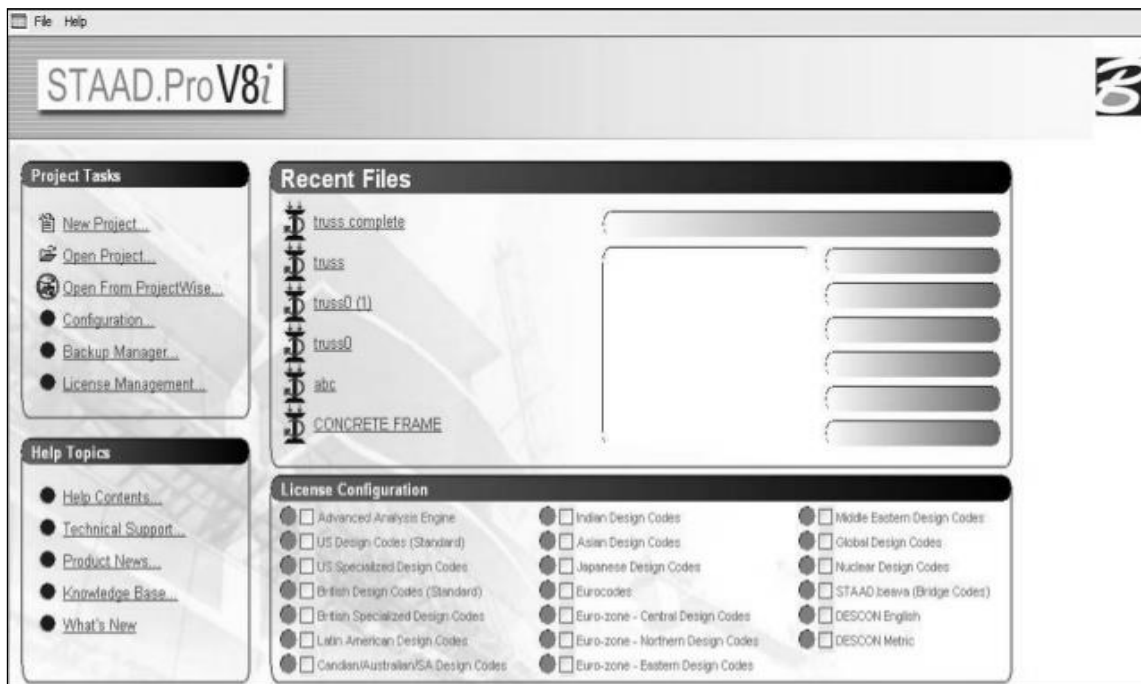 File Help
STAAD.Pro V8i
Project Tasks
New Project...
Open Project...
Open From ProjectWise...
Configuration...
Backup Manager...
License Management...
Help Topics
Help Contents...
Technical Support...
Product News...
Knowledge Base...
What's New
Recent Files
truss complete
truss
truss0 (1)
truss0
abc
CONCRETE FRAME
License Configuration
Advanced Analysis Engine
US Design Codes (Standard)
US Specialized Design Codes
British Design Codes (Standard)
British Specialized Design Codes
Latin American Design Codes
Candian/Australian/SA Design Codes
Indian Design Codes
Asian Design Codes
Japanese Design Codes
Eurocodes
Euro-zone - Central Design Codes
Euro-zone - Northern Design Codes
Euro-zone - Eastern Design Codes
Middle Eastern Design Codes
Global Design Codes
Nuclear Design Codes
STAAD.beava (Bridge Codes)
DESCON English
DESCON Metric